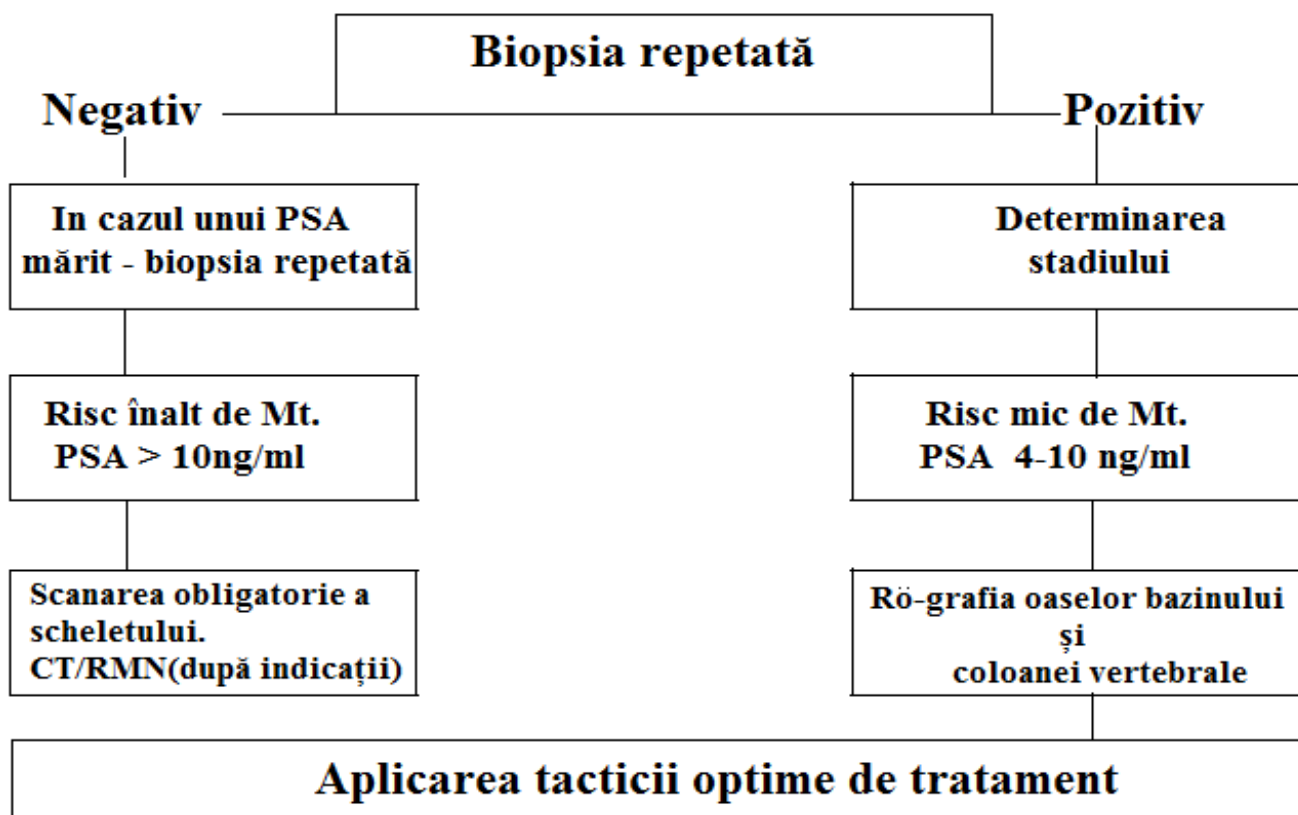 Biopsia repetată
Negativ
Pozitiv
In cazul unui PSA
mărit - biopsia repetată
Determinarea
stadiului
Risc înalt de Mt.
PSA > 10ng/ml
Risc mic de Mt.
PSA 4-10 ng/ml
Scanarea obligatorie a
scheletului.
CT/RMN(după indicații)
Rö-grafia oaselor bazinului
și
coloanei vertebrale
Aplicarea tacticii optime de tratament